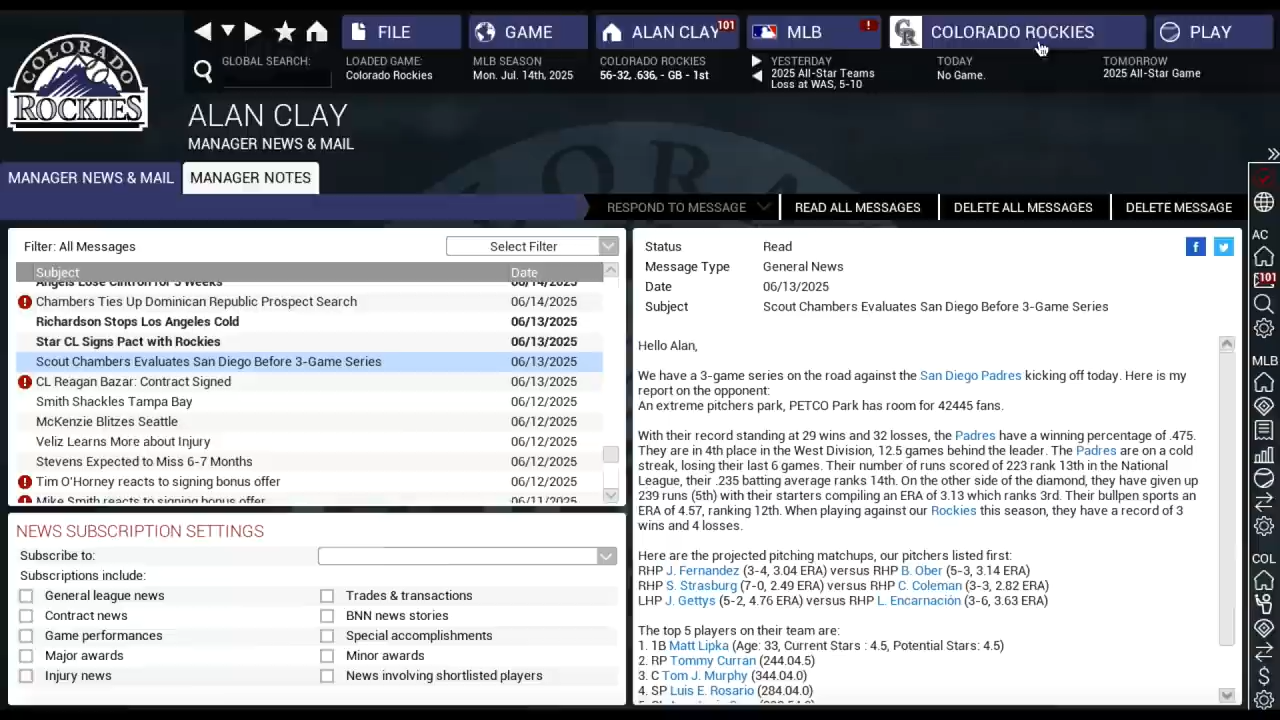 COLORADO
ROCKIES
FILE
GAME
ALAN CLAY
101
MLB
!
CR
COLORADO ROCKIES
PLAY
GLOBAL SEARCH:
LOADED GAME:
Colorado Rockies
MLB SEASON
Mon. Jul. 14th, 2025
COLORADO ROCKIES
56-32, .636, - GB - 1st
YESTERDAY
2025 All-Star Teams
Loss at WAS, 5-10
TODAY
No Game.
TOMORROW
2025 All-Star Game
ALAN CLAY
MANAGER NEWS & MAIL
MANAGER NEWS & MAIL
MANAGER NOTES
RESPOND TO MESSAGE
READ ALL MESSAGES
DELETE ALL MESSAGES
DELETE MESSAGE
Filter: All Messages
Select Filter
Subject Date
Angels Lose Cintron for 3 Weeks 06/14/2025
Chambers Ties Up Dominican Republic Prospect Search 06/14/2025
Richardson Stops Los Angeles Cold 06/13/2025
Star CL Signs Pact with Rockies 06/13/2025
Scout Chambers Evaluates San Diego Before 3-Game Series 06/13/2025
CL Reagan Bazar: Contract Signed 06/13/2025
Smith Shackles Tampa Bay 06/12/2025
McKenzie Blitzes Seattle 06/12/2025
Veliz Learns More about Injury 06/12/2025
Stevens Expected to Miss 6-7 Months 06/12/2025
Tim O'Horney reacts to signing bonus offer 06/12/2025
Mike Smith reacts to signing bonus offer 06/11/2025
NEWS SUBSCRIPTION SETTINGS
Subscribe to:
Subscriptions include:
General league news
Trades & transactions
Contract news
BNN news stories
Game performances
Special accomplishments
Major awards
Minor awards
Injury news
News involving shortlisted players
Status Read
Message Type General News
Date 06/13/2025
Subject Scout Chambers Evaluates San Diego Before 3-Game Series
Hello Alan,
We have a 3-game series on the road against the San Diego Padres kicking off today. Here is my
report on the opponent:
An extreme pitchers park, PETCO Park has room for 42445 fans.
With their record standing at 29 wins and 32 losses, the Padres have a winning percentage of .475.
They are in 4th place in the West Division, 12.5 games behind the leader. The Padres are on a cold
streak, losing their last 6 games. Their number of runs scored of 223 rank 13th in the National
League, their .235 batting average ranks 14th. On the other side of the diamond, they have given up
239 runs (5th) with their starters compiling an ERA of 3.13 which ranks 3rd. Their bullpen sports an
ERA of 4.57, ranking 12th. When playing against our Rockies this season, they have a record of 3
wins and 4 losses.
Here are the projected pitching matchups, our pitchers listed first:
RHP J. Fernandez (3-4, 3.04 ERA) versus RHP B. Ober (5-3, 3.14 ERA)
RHP S. Strasburg (7-0, 2.49 ERA) versus RHP C. Coleman (3-3, 2.82 ERA)
LHP J. Gettys (5-2, 4.76 ERA) versus RHP L. Encarnación (3-6, 3.63 ERA)
The top 5 players on their team are:
1. 1B Matt Lipka (Age: 33, Current Stars : 4.5, Potential Stars: 4.5)
2. RP Tommy Curran (244.04.5)
3. C Tom J. Murphy (344.04.0)
4. SP Luis E. Rosario (284.04.0)
AC
101
MLB
COL